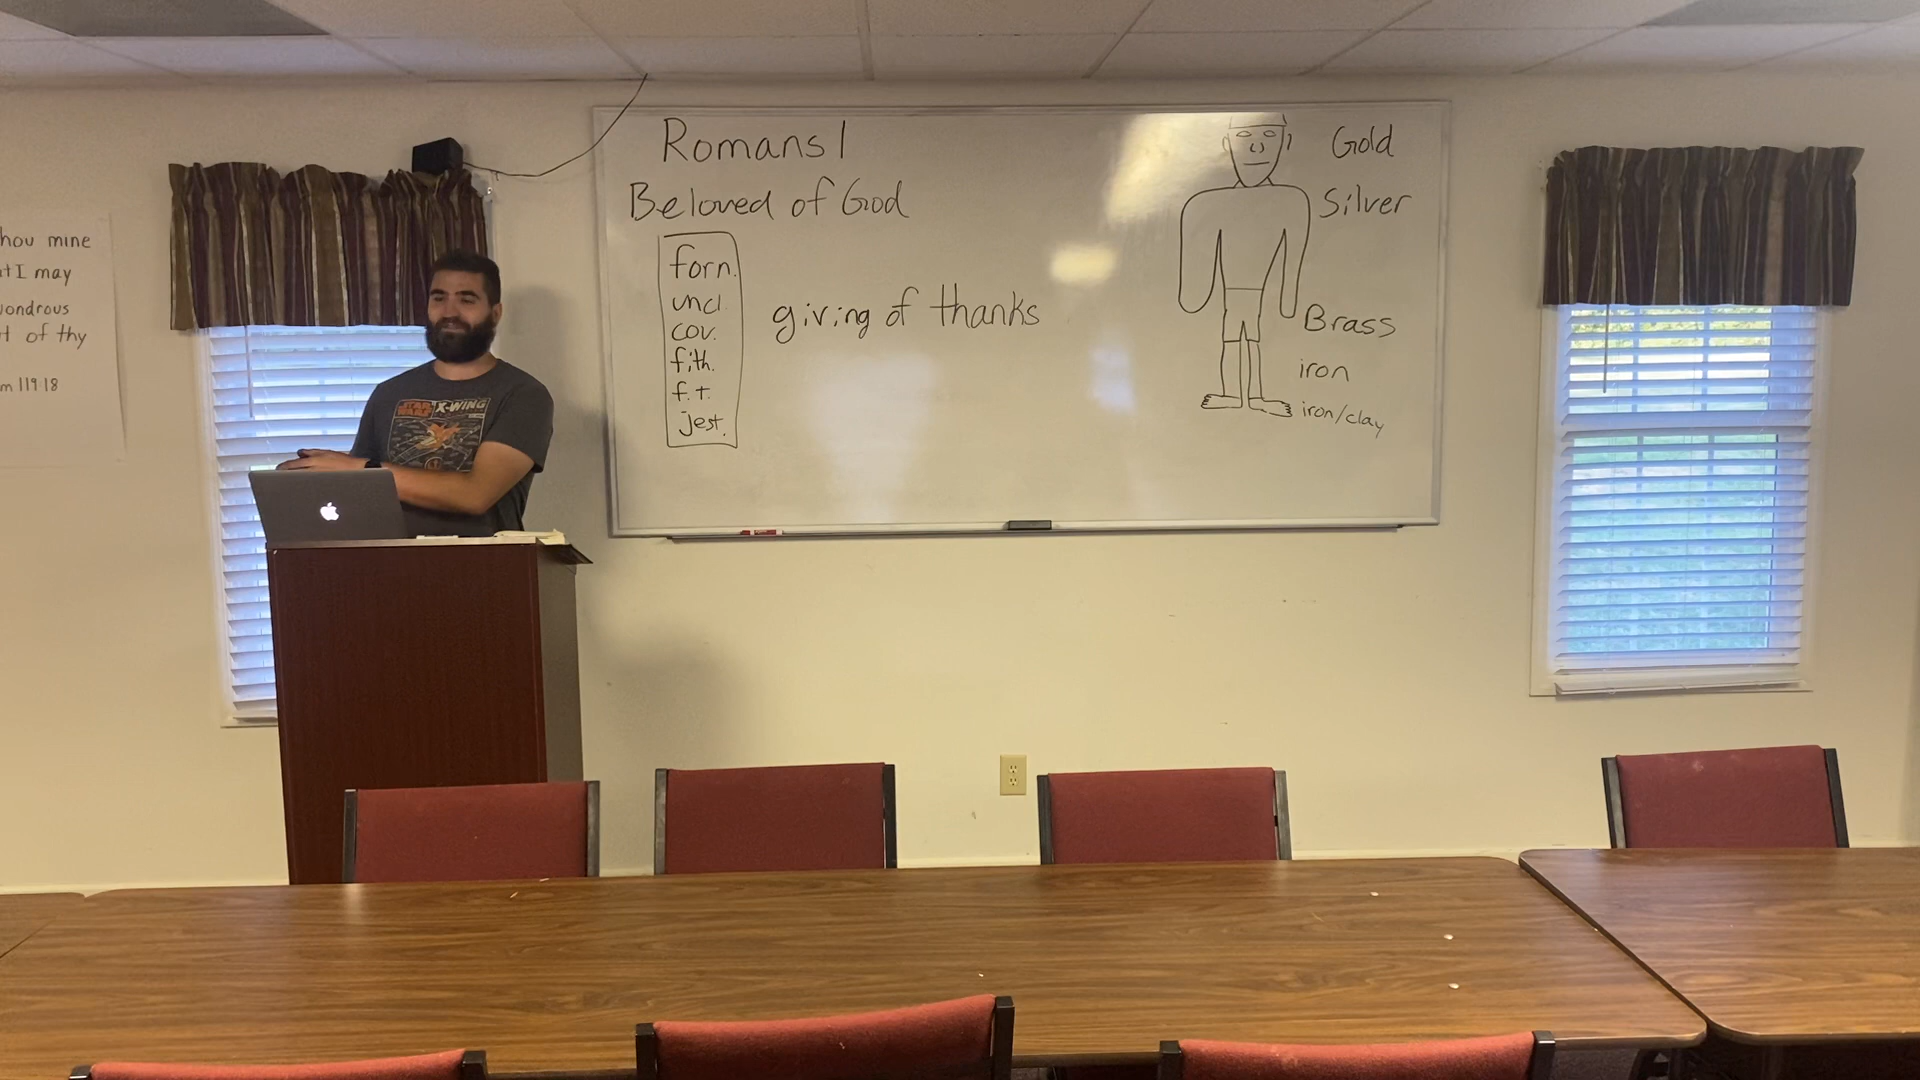 hou mine
t I may
ondrous
t of thy
m 119 18
STAR WARS X-WING
Romans 1
Beloved of God
forn.
uncl.
cov.
fith.
f. t.
jest.
giving of thanks
Gold
Silver
Brass
iron
iron/clay